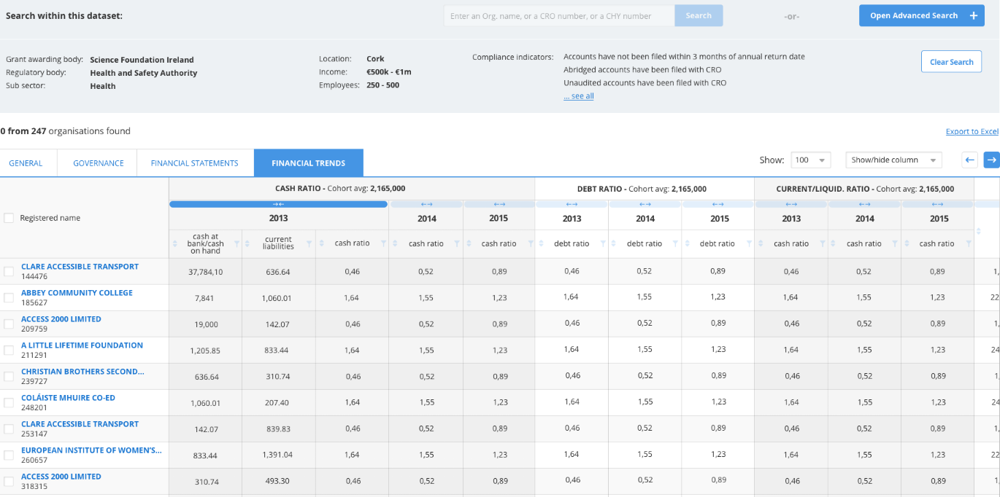 Search within this dataset:
Enter an Org. name, or a CRO number, or a CHY number
Search
-or-
Open Advanced Search +
Grant awarding body: Science Foundation Ireland
Regulatory body: Health and Safety Authority
Sub sector: Health
Location: Cork
Income: €500k - €1m
Employees: 250 - 500
Compliance indicators: Accounts have not been filed within 3 months of annual return date
Abridged accounts have been filed with CRO
Unaudited accounts have been filed with CRO
... see all
Clear Search
0 from 247 organisations found
Export to Excel
GENERAL GOVERNANCE FINANCIAL STATEMENTS FINANCIAL TRENDS
Show: 100 Show/hide column
CASH RATIO - Cohort avg: 2,165,000 DEBT RATIO - Cohort avg: 2,165,000 CURRENT/LIQUID. RATIO - Cohort avg: 2,165,000
Registered name
2013 2014 2015 2013 2014 2015 2013 2014 2015
cash at
bank/cash
on hand
current
liabilities
cash ratio cash ratio cash ratio debt ratio debt ratio debt ratio cash ratio cash ratio cash ratio
CLARE ACCESSIBLE TRANSPORT
144476
37,784,10 636.64 0,46 0,52 0,89 0,46 0,52 0,89 0,46 0,52 0,89 1,
ABBEY COMMUNITY COLLEGE
185627
7,841 1,060.01 1,64 1,55 1,23 1,64 1,55 1,23 1,64 1,55 1,23 22
ACCESS 2000 LIMITED
209759
19,000 142.07 0,46 0,52 0,89 0,46 0,52 0,89 0,46 0,52 0,89 1,
A LITTLE LIFETIME FOUNDATION
211291
1,205.85 833.44 1,64 1,55 1,23 1,64 1,55 1,23 1,64 1,55 1,23 24
CHRISTIAN BROTHERS SECOND...
239727
636.64 310.74 0,46 0,52 0,89 0,46 0,52 0,89 0,46 0,52 0,89 1,
COLÁISTE MHUIRE CO-ED
248201
1,060.01 207.40 1,64 1,55 1,23 1,64 1,55 1,23 1,64 1,55 1,23 24
CLARE ACCESSIBLE TRANSPORT
253147
142.07 839.83 0,46 0,52 0,89 0,46 0,52 0,89 0,46 0,52 0,89 1,
EUROPEAN INSTITUTE OF WOMEN'S...
260657
833.44 1,391.04 1,64 1,55 1,23 1,64 1,55 1,23 1,64 1,55 1,23 22
ACCESS 2000 LIMITED
318315
310.74 493.30 0,46 0,52 0,89 0,46 0,52 0,89 0,46 0,52 0,89 1,